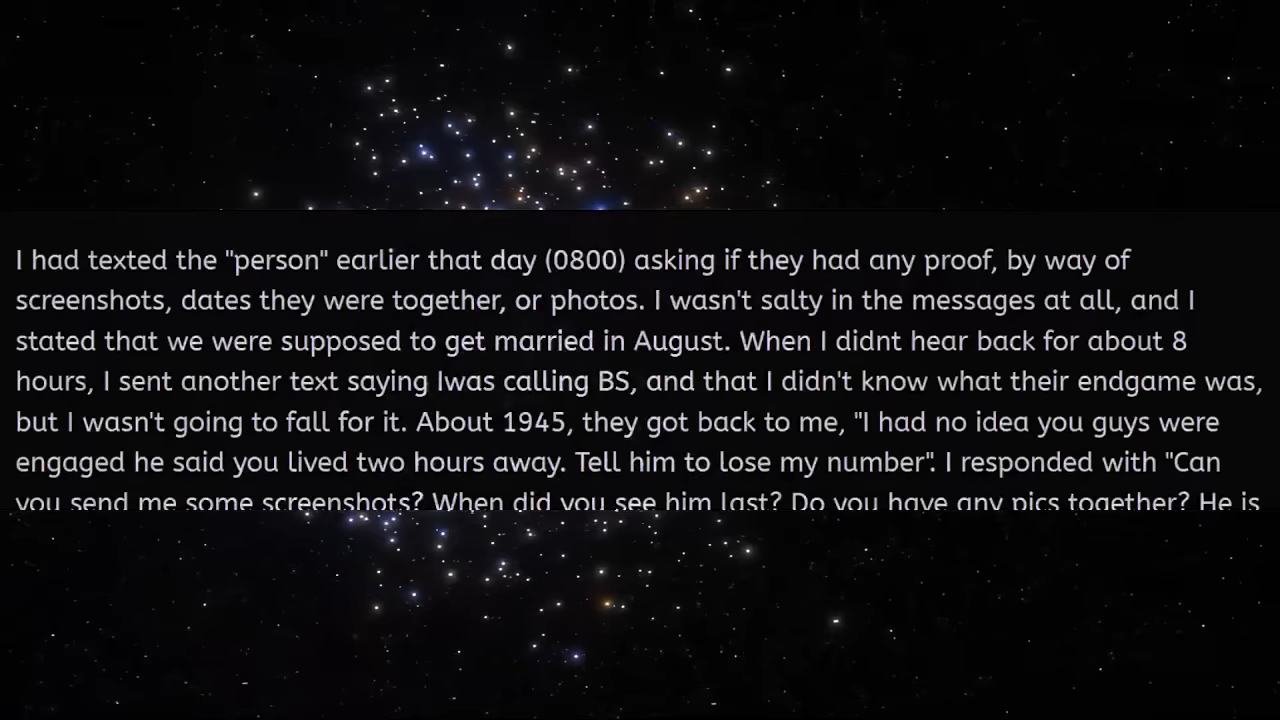 I had texted the "person" earlier that day (0800) asking if they had any proof, by way of
screenshots, dates they were together, or photos. I wasn't salty in the messages at all, and I
stated that we were supposed to get married in August. When I didnt hear back for about 8
hours, I sent another text saying Iwas calling BS, and that I didn't know what their endgame was,
but I wasn't going to fall for it. About 1945, they got back to me, "I had no idea you guys were
engaged he said you lived two hours away. Tell him to lose my number". I responded with "Can
you send me some screenshots? When did you see him last? Do you have any pics together? He is